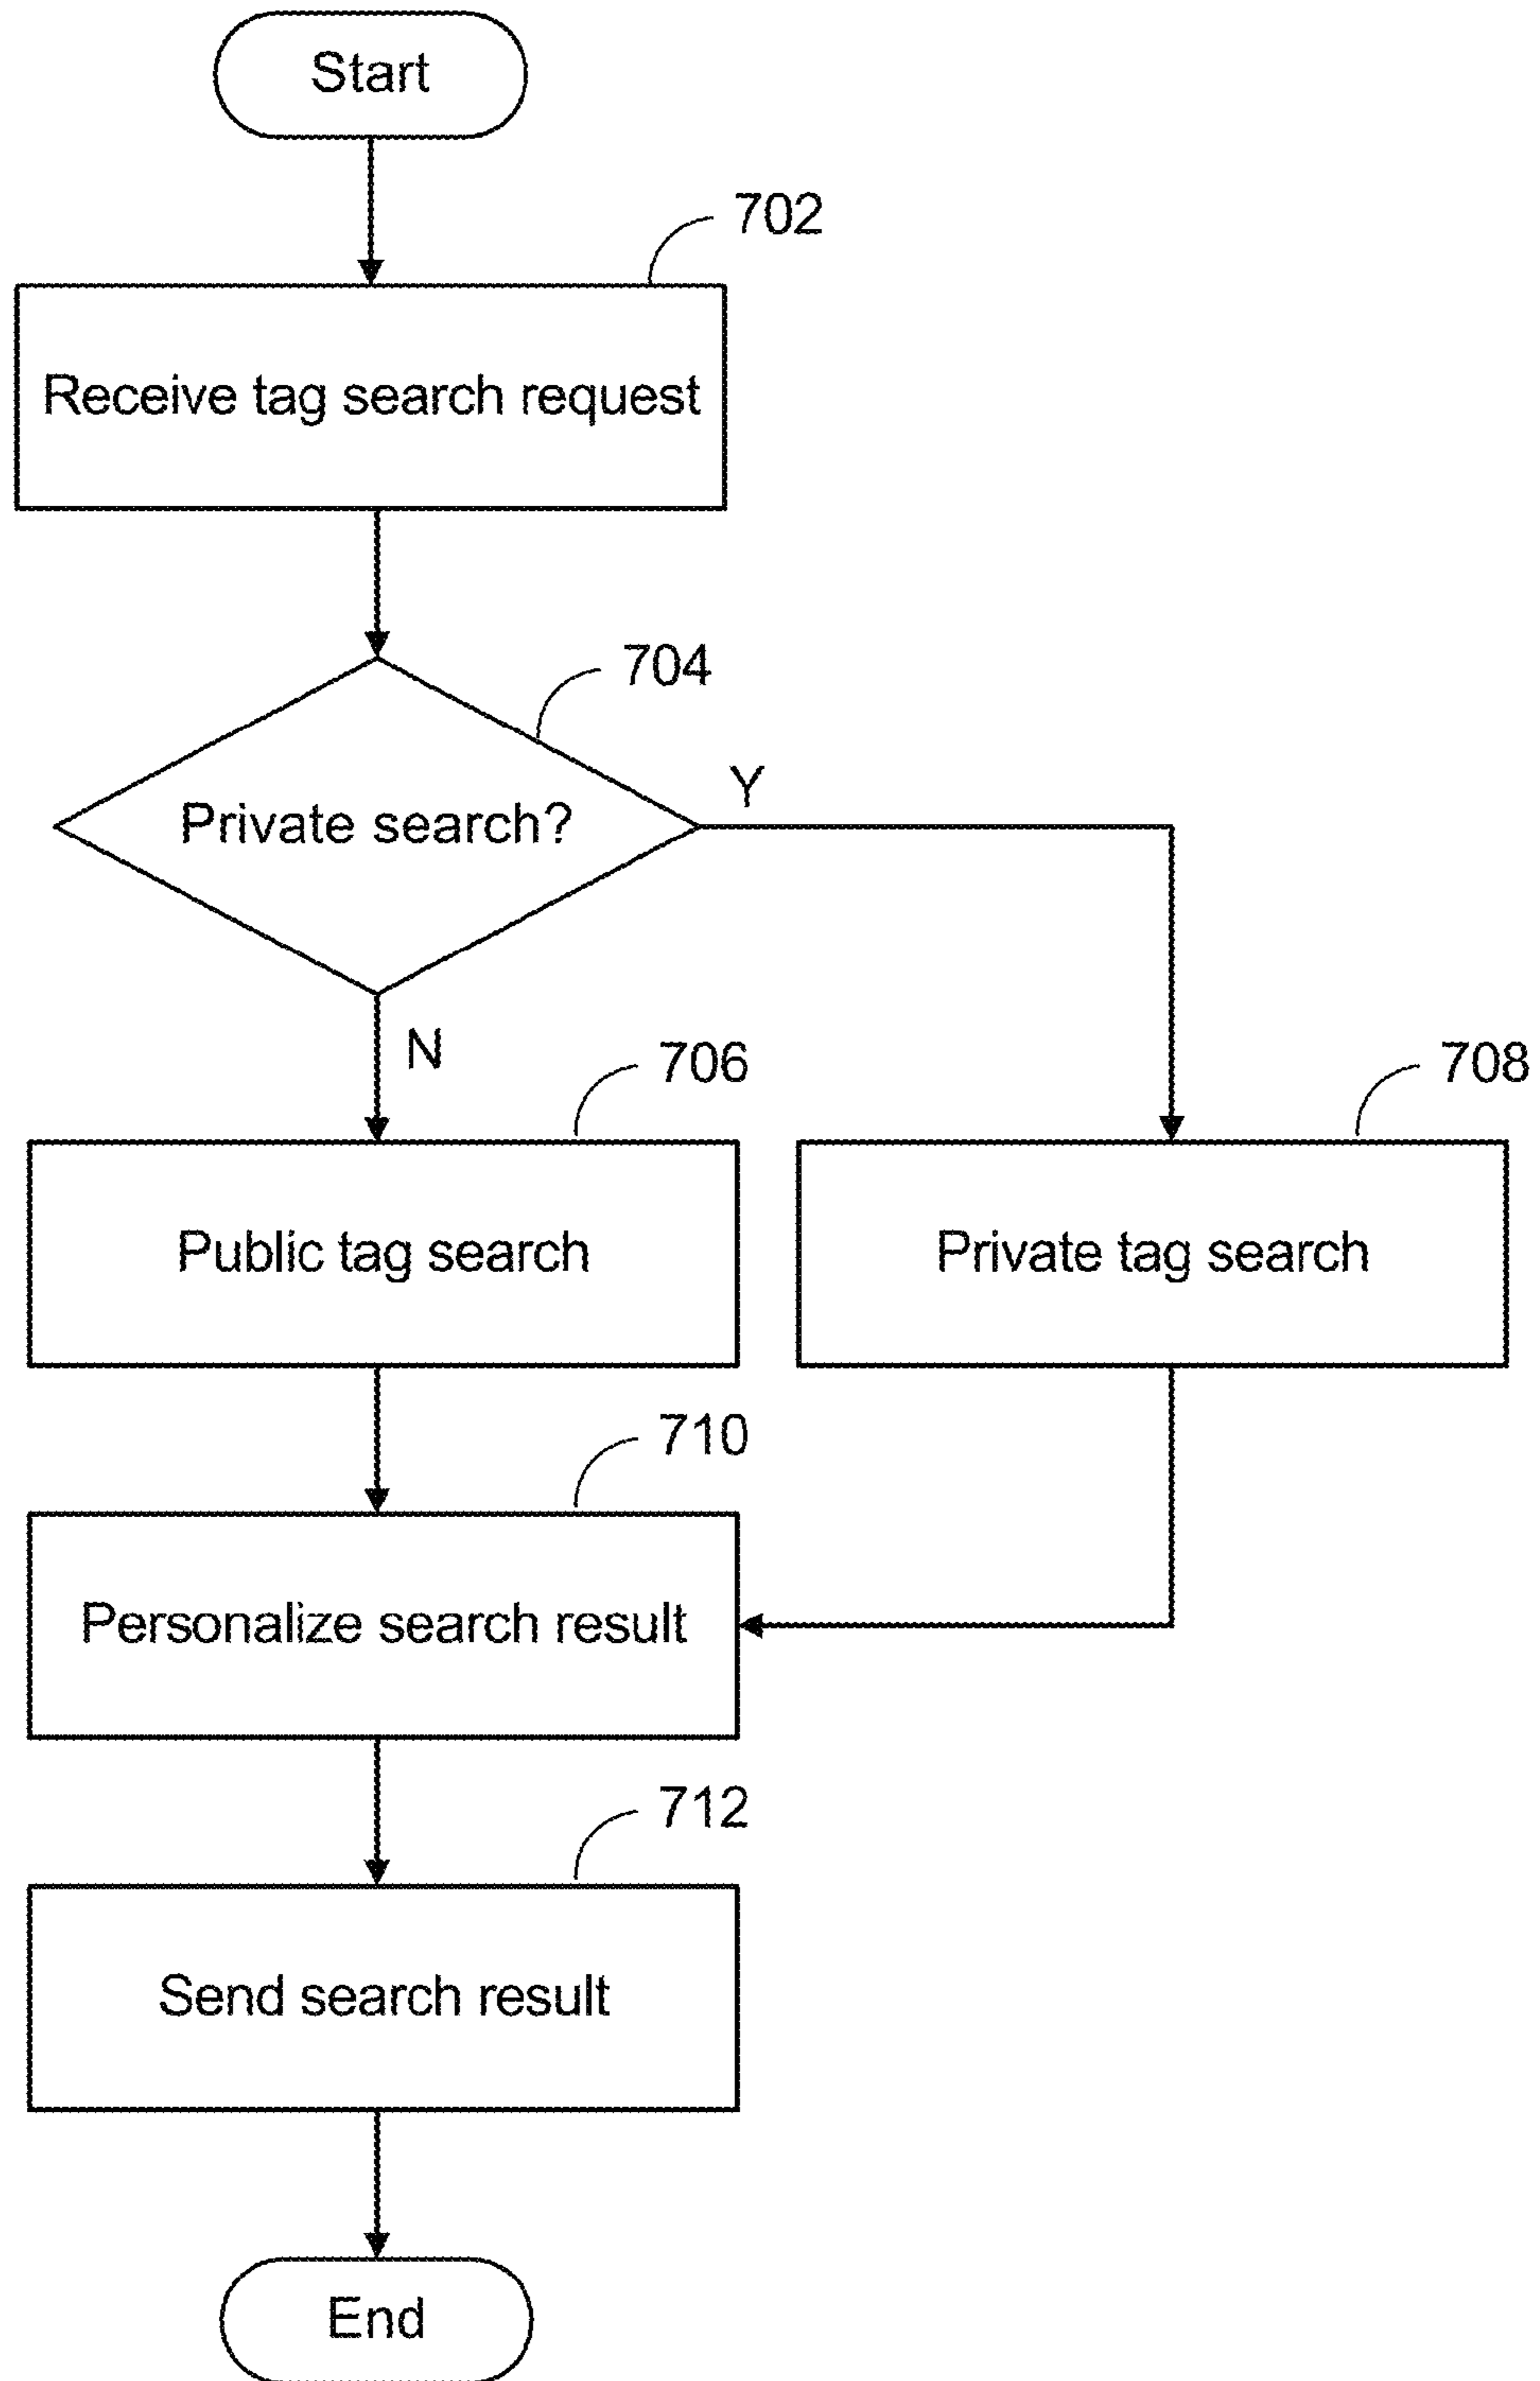 Start
702
Receive tag search request
704
Private search?
Y
N
706
708
Public tag search
Private tag search
710
Personalize search result
712
Send search result
End